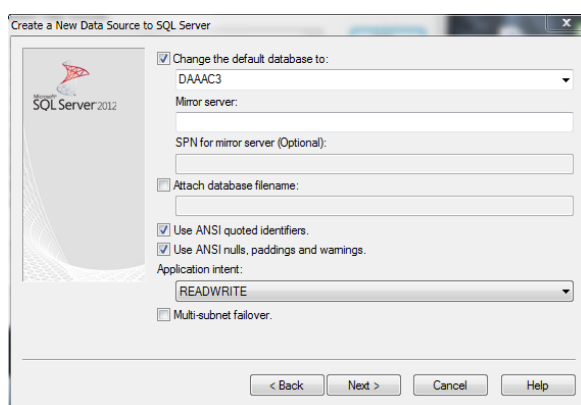 Create a New Data Source to SQL Server
x
Microsoft
SQL Server 2012
Change the default database to:
DAAAC3
Mirror server:
SPN for mirror server (Optional):
Attach database filename:
Use ANSI quoted identifiers.
Use ANSI nulls, paddings and warnings.
Application intent:
READWRITE
Multi-subnet failover.
< Back Next > Cancel Help